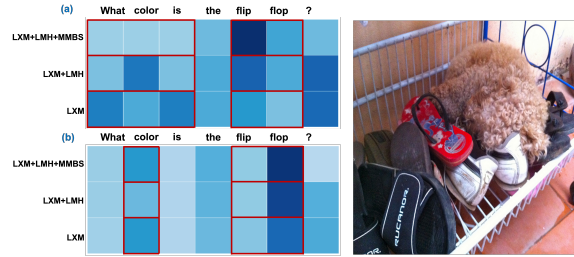 (a) What color is the flip flop ?
LXM+LMH+MMBS
LXM+LMH
LXM
(b) What color is the flip flop ?
LXM+LMH+MMBS
LXM+LMH
LXM
RUCANOR.